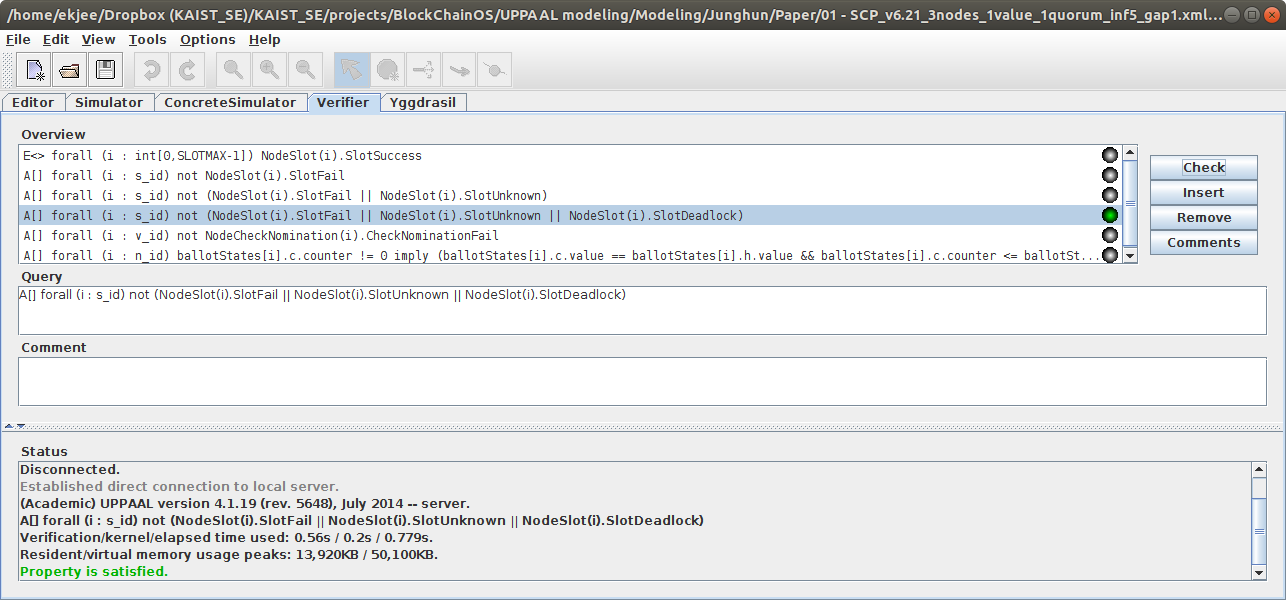 /home/ekjee/Dropbox (KAIST_SE)/KAIST_SE/projects/BlockChainOS/UPPAAL modeling/Modeling/Junghun/Paper/01 - SCP_v6.21_3nodes_1value_1quorum_inf5_gap1.xml...
File Edit View Tools Options Help
Editor Simulator ConcreteSimulator Verifier Yggdrasil
Overview
E<> forall (i : int[0,SLOTMAX-1]) NodeSlot(i).SlotSuccess
A[] forall (i : s_id) not NodeSlot(i).SlotFail
A[] forall (i : s_id) not (NodeSlot(i).SlotFail || NodeSlot(i).SlotUnknown)
A[] forall (i : s_id) not (NodeSlot(i).SlotFail || NodeSlot(i).SlotUnknown || NodeSlot(i).SlotDeadlock)
A[] forall (i : v_id) not NodeCheckNomination(i).CheckNominationFail
A[] forall (i : n_id) ballotStates[i].c.counter != 0 imply (ballotStates[i].c.value == ballotStates[i].h.value && ballotStates[i].c.counter <= ballotSt...
Check
Insert
Remove
Comments
Query
A[] forall (i : s_id) not (NodeSlot(i).SlotFail || NodeSlot(i).SlotUnknown || NodeSlot(i).SlotDeadlock)
Comment
Status
Disconnected.
Established direct connection to local server.
(Academic) UPPAAL version 4.1.19 (rev. 5648), July 2014 -- server.
A[] forall (i : s_id) not (NodeSlot(i).SlotFail || NodeSlot(i).SlotUnknown || NodeSlot(i).SlotDeadlock)
Verification/kernel/elapsed time used: 0.56s / 0.2s / 0.779s.
Resident/virtual memory usage peaks: 13,920KB / 50,100KB.
Property is satisfied.